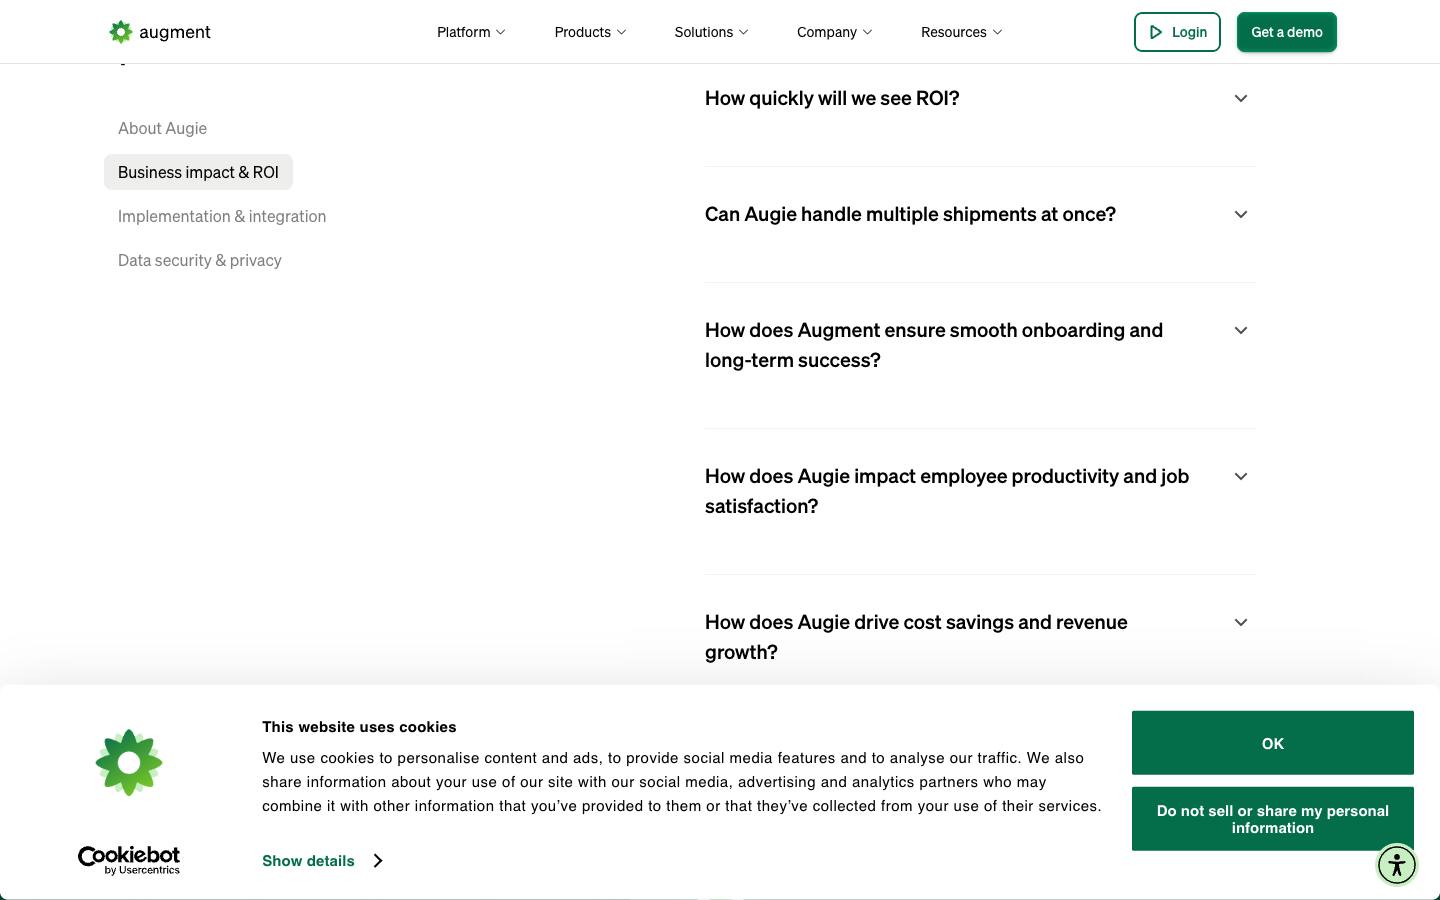 augment
Platform
Products
Solutions
Company
Resources
Login
Get a demo
About Augie
Business impact & ROI
Implementation & integration
Data security & privacy
How quickly will we see ROI?
Can Augie handle multiple shipments at once?
How does Augment ensure smooth onboarding and
long-term success?
How does Augie impact employee productivity and job
satisfaction?
How does Augie drive cost savings and revenue
growth?
This website uses cookies
We use cookies to personalise content and ads, to provide social media features and to analyse our traffic. We also
share information about your use of our site with our social media, advertising and analytics partners who may
combine it with other information that you’ve provided to them or that they’ve collected from your use of their services.
Show details
Cookiebot
by Usercentrics
OK
Do not sell or share my personal
information